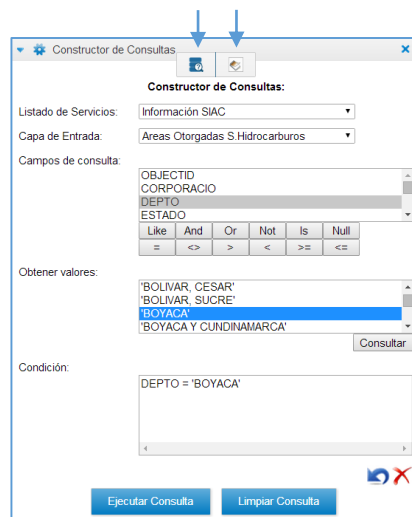 Constructor de Consultas
Constructor de Consultas:
Listado de Servicios: Información SIAC
Capa de Entrada: Areas Otorgadas S.Hidrocarburos
Campos de consulta:
OBJECTID
CORPORACIO
DEPTO
ESTADO
Like And Or Not Is Null
= <> > < >= <=
Obtener valores:
'BOLIVAR, CESAR'
'BOLIVAR, SUCRE'
'BOYACA'
'BOYACA Y CUNDINAMARCA'
Consultar
Condición:
DEPTO = 'BOYACA'
Ejecutar Consulta Limpiar Consulta